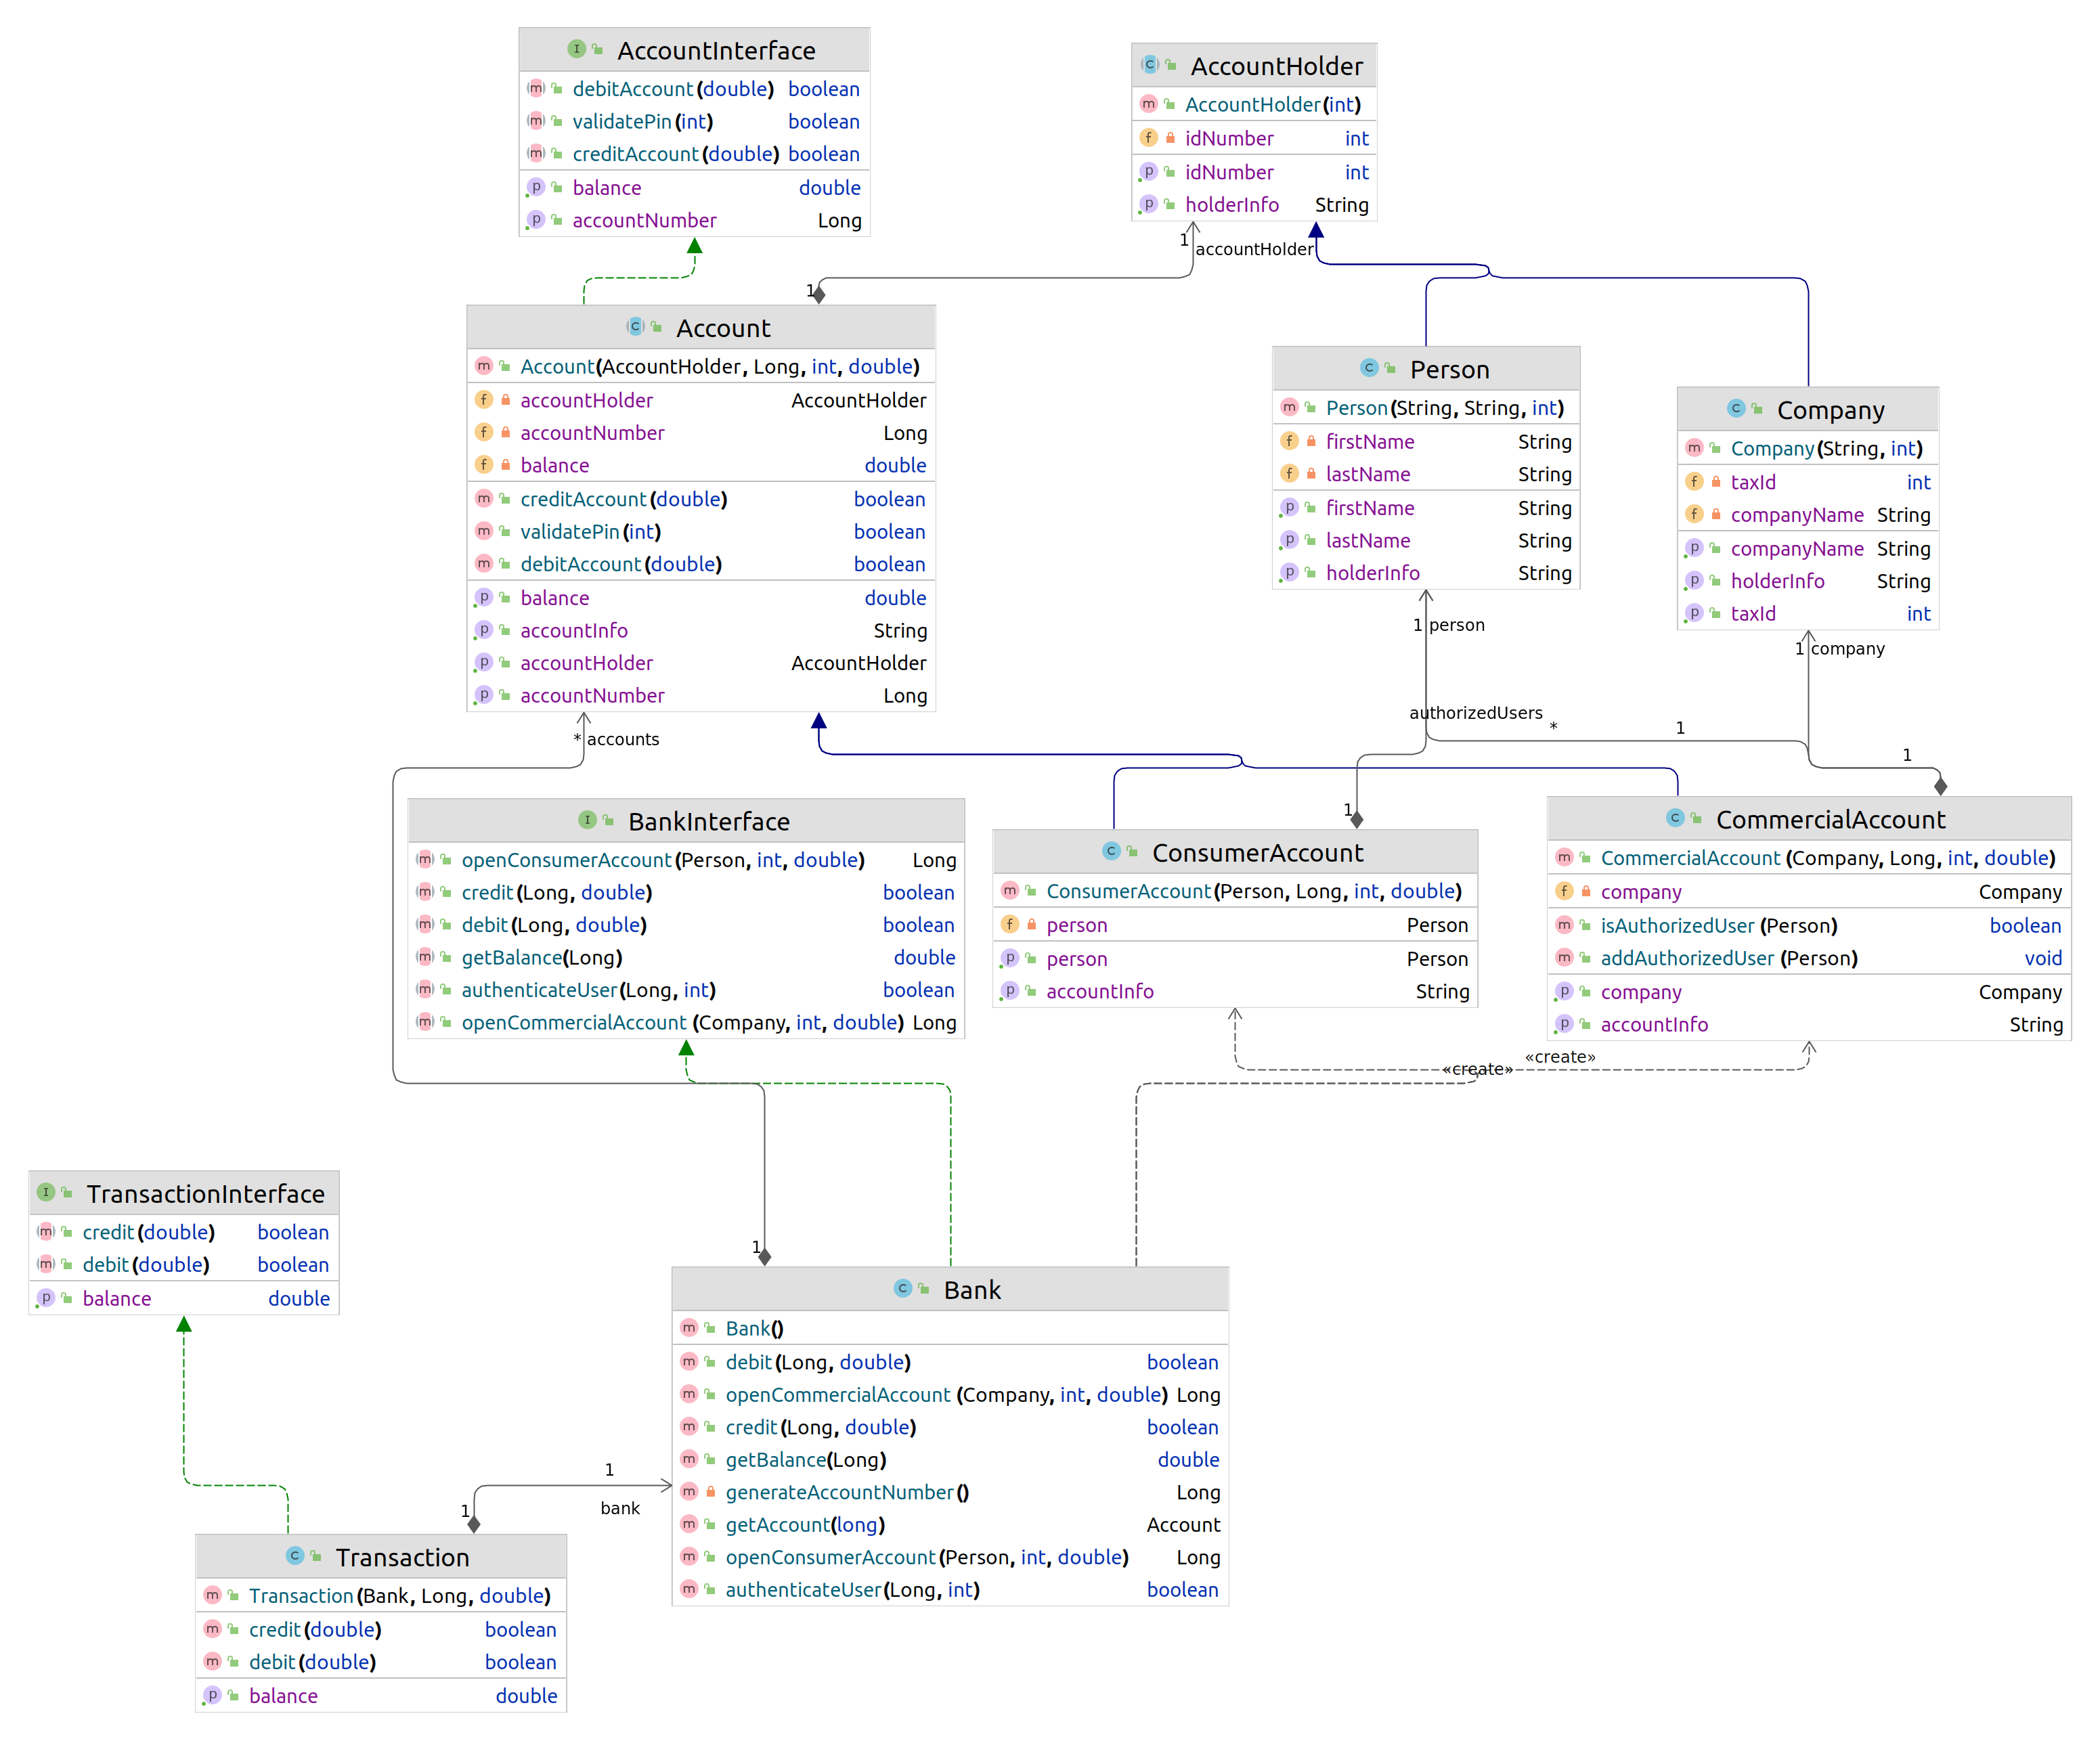 AccountInterface
debitAccount(double) boolean
validatePin(int) boolean
creditAccount(double) boolean
balance double
accountNumber Long
AccountHolder
AccountHolder(int)
idNumber int
idNumber int
holderInfo String
1
accountHolder
1
Account
Account(AccountHolder, Long, int, double)
accountHolder AccountHolder
accountNumber Long
balance double
creditAccount(double) boolean
validatePin(int) boolean
debitAccount(double) boolean
balance double
accountInfo String
accountHolder AccountHolder
accountNumber Long
Person
Person(String, String, int)
firstName String
lastName String
firstName String
lastName String
holderInfo String
Company
Company(String, int)
taxId int
companyName String
companyName String
holderInfo String
taxId int
1 person
1 company
authorizedUsers
*
1
* accounts
1
1
BankInterface
openConsumerAccount(Person, int, double) Long
credit(Long, double) boolean
debit(Long, double) boolean
getBalance(Long) double
authenticateUser(Long, int) boolean
openCommercialAccount (Company, int, double) Long
ConsumerAccount
ConsumerAccount(Person, Long, int, double)
person Person
person Person
accountInfo String
CommercialAccount
CommercialAccount (Company, Long, int, double)
company Company
isAuthorizedUser (Person) boolean
addAuthorizedUser (Person) void
company Company
accountInfo String
«create»
«create»
TransactionInterface
credit(double) boolean
debit(double) boolean
balance double
1
Bank
Bank()
debit(Long, double) boolean
openCommercialAccount (Company, int, double) Long
credit(Long, double) boolean
getBalance(Long) double
generateAccountNumber() Long
getAccount(long) Account
openConsumerAccount(Person, int, double) Long
authenticateUser(Long, int) boolean
1
bank
1
Transaction
Transaction(Bank, Long, double)
credit(double) boolean
debit(double) boolean
balance double